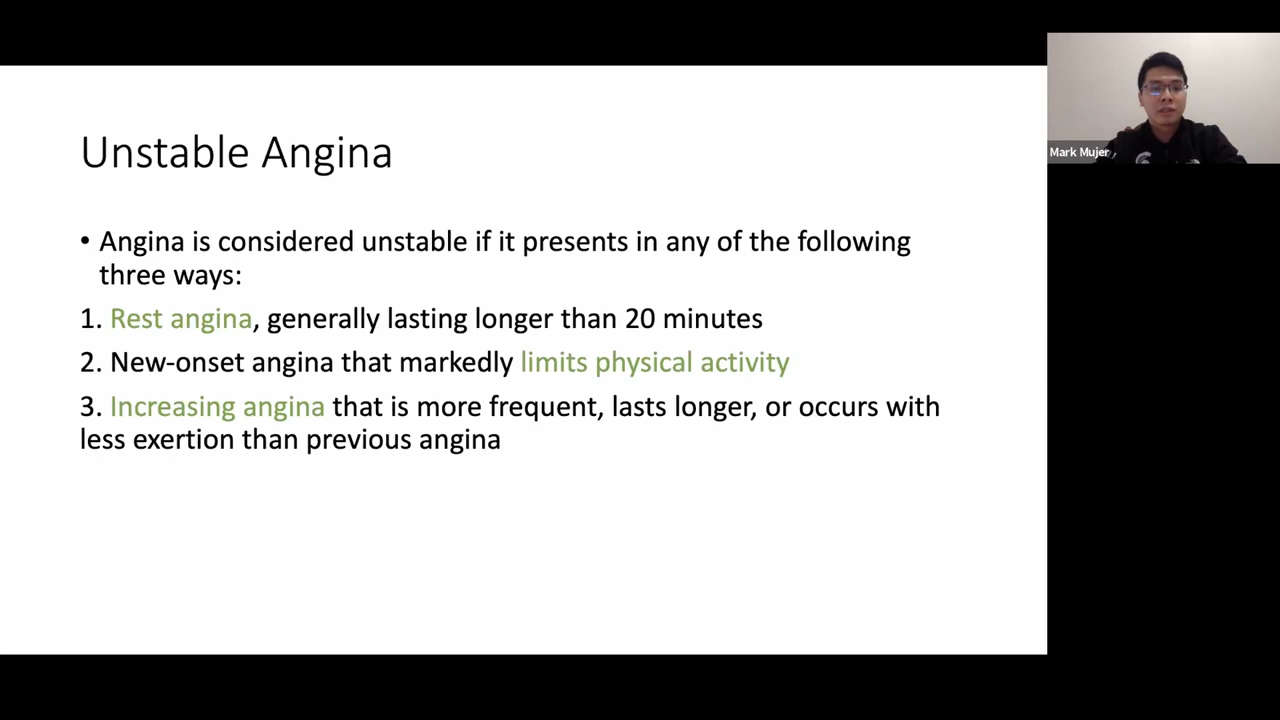 Unstable Angina
• Angina is considered unstable if it presents in any of the following
three ways:
1. Rest angina, generally lasting longer than 20 minutes
2. New-onset angina that markedly limits physical activity
3. Increasing angina that is more frequent, lasts longer, or occurs with
less exertion than previous angina
Mark Mujer